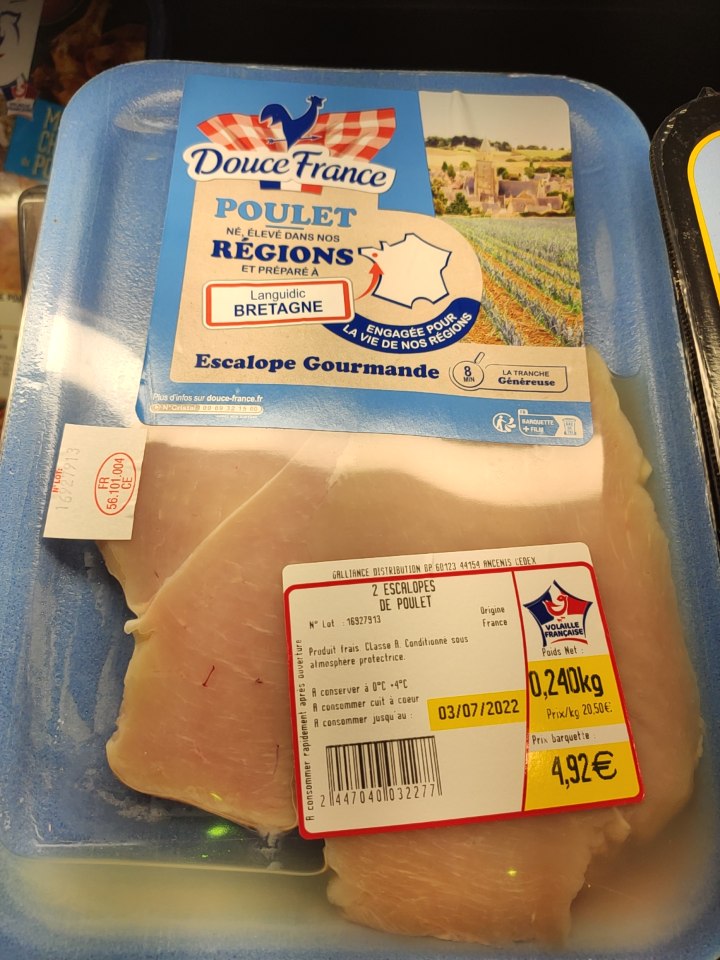 Douce France
POULET
NÉ, ÉLEVÉ DANS NOS
RÉGIONS
ET PRÉPARÉ À
Languidic
BRETAGNE
ENGAGÉE POUR
LA VIE DE NOS RÉGIONS
Escalope Gourmande
8
MIN
LA TRANCHE
Généreuse
Plus d'infos sur douce-france.fr
N°Cristal
FR
BARQUETTE
+ FILM
N° LOT:
16927913
FR
56.101.004
CE
GALLIANCE DISTRIBUTION BP 60123 44154 ANCENIS CEDEX
2 ESCALOPES
DE POULET
N° Lot : 16927913
Origine
France
Produit frais. Classe A. Conditionné sous
atmosphère protectrice.
A conserver à 0°C +4°C
A consommer cuit à coeur
A consommer jusqu'au : 03/07/2022
A consommer rapidement après ouverture
2 447040 032277
VOLAILLE
FRANÇAISE
Poids Net :
0,240kg
Prix/kg 20,50€
Prix barquette :
4,92€